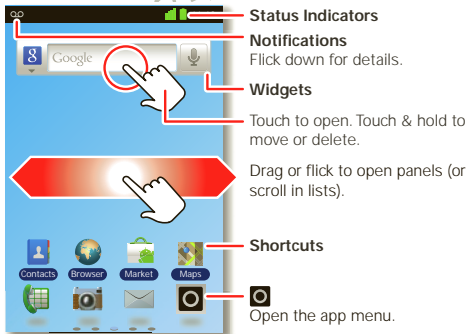 Status Indicators
Notifications
Flick down for details.
8 Google
Widgets
Touch to open. Touch & hold to
move or delete.
Drag or flick to open panels (or
scroll in lists).
Shortcuts
Contacts Browser Market Maps
Open the app menu.